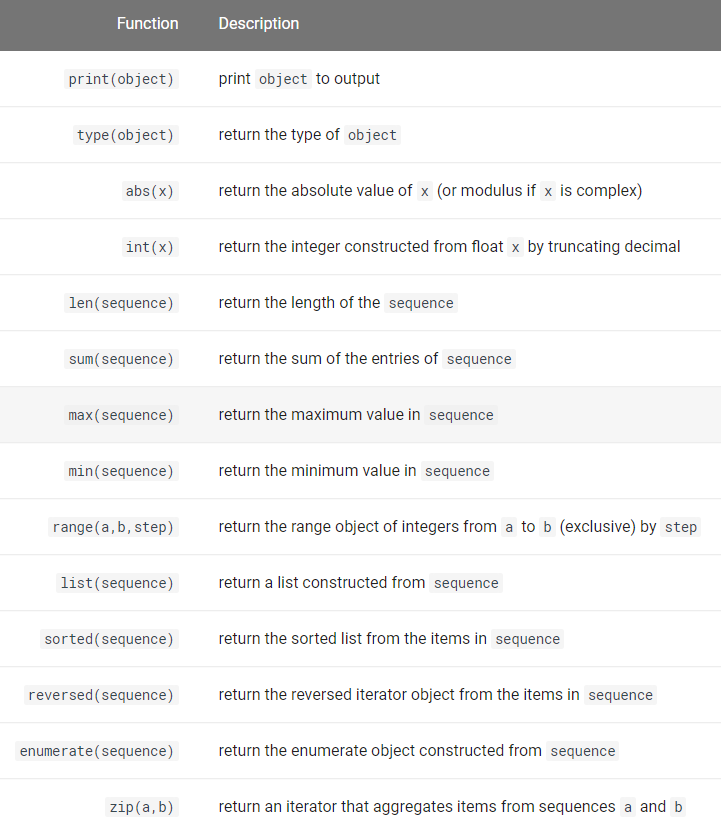 Function Description
print(object) print object to output
type(object) return the type of object
abs(x) return the absolute value of x (or modulus if x is complex)
int(x) return the integer constructed from float x by truncating decimal
len(sequence) return the length of the sequence
sum(sequence) return the sum of the entries of sequence
max(sequence) return the maximum value in sequence
min(sequence) return the minimum value in sequence
range(a,b,step) return the range object of integers from a to b (exclusive) by step
list(sequence) return a list constructed from sequence
sorted(sequence) return the sorted list from the items in sequence
reversed(sequence) return the reversed iterator object from the items in sequence
enumerate(sequence) return the enumerate object constructed from sequence
zip(a,b) return an iterator that aggregates items from sequences a and b